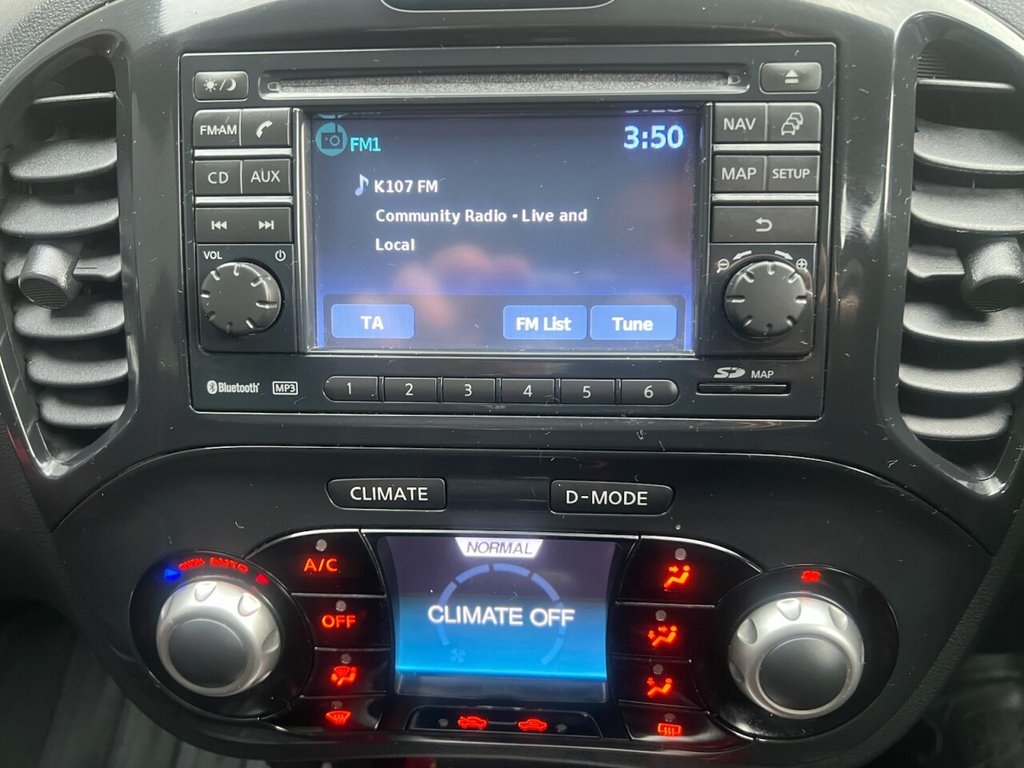 FM·AM
CD AUX
VOL
FM1
3:50
K107 FM
Community Radio - Live and
Local
TA FM List Tune
NAV
MAP SETUP
Bluetooth MP3
1 2 3 4 5 6
SD MAP
CLIMATE D-MODE
PUSH AUTO
A/C
OFF
NORMAL
CLIMATE OFF